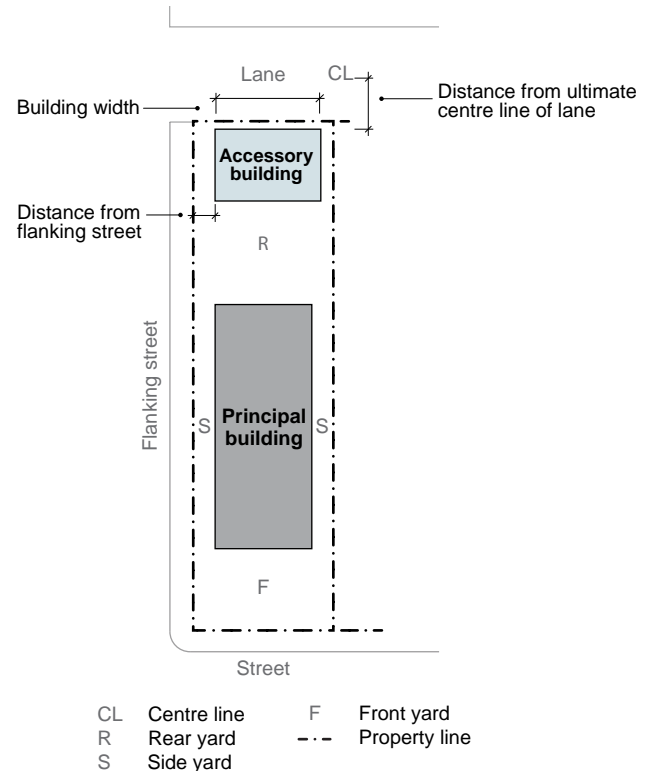 Lane
CL
Distance from ultimate
centre line of lane
Building width
Accessory
building
Distance from
flanking street
R
Flanking street
S
Principal
building
S
F
Street
CL Centre line
F Front yard
R Rear yard
Property line
S Side yard